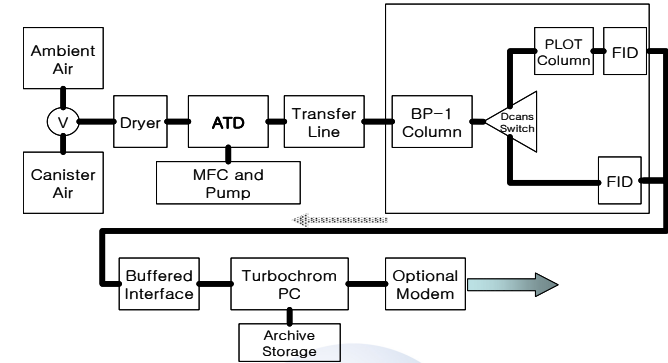 Ambient
Air
V
Canister
Air
Dryer
ATD
MFC and
Pump
Transfer
Line
BP-1
Column
Dcans
Switch
PLOT
Column
FID
FID
Buffered
Interface
Turbochrom
PC
Archive
Storage
Optional
Modem